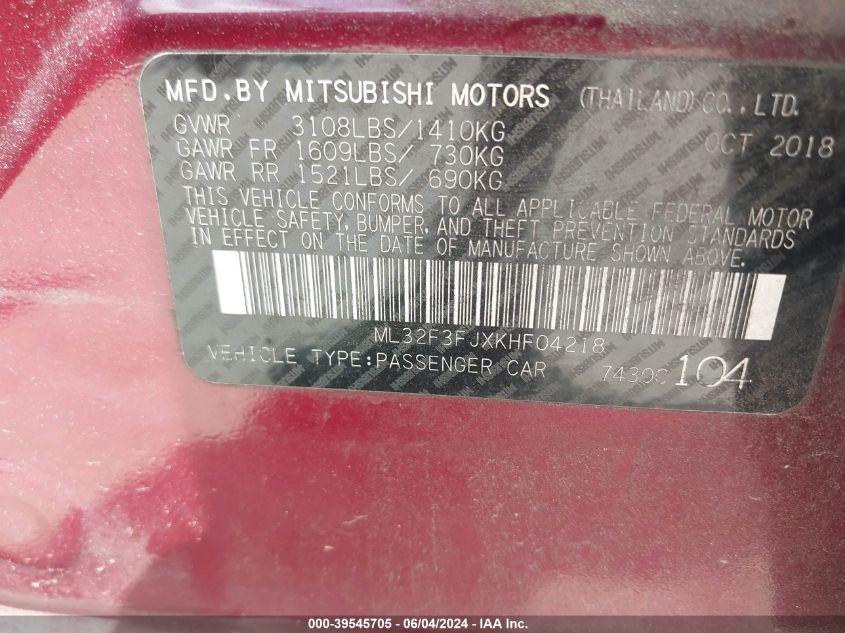 MFD.BY MITSUBISHI MOTORS (THAILAND) CO.,LTD.
GVWR 3108LBS/1410KG OCT 2018
GAWR FR 1609LBS/ 730KG
GAWR RR 1521LBS/ 690KG
THIS VEHICLE CONFORMS TO ALL APPLICABLE FEDERAL MOTOR
VEHICLE SAFETY, BUMPER, AND THEFT PREVENTION STANDARDS
IN EFFECT ON THE DATE OF MANUFACTURE SHOWN ABOVE.
ML32F3FJXKHF04218
VEHICLE TYPE:PASSENGER CAR 104
000-39545705 - 06/04/2024 - IAA Inc.